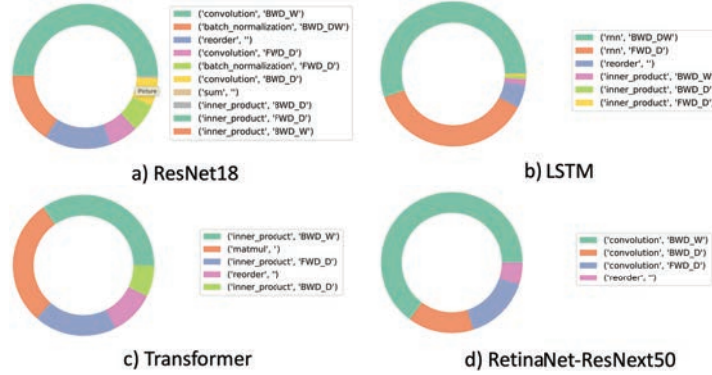 ('convolution', 'BWD_W')
('batch_normalization', 'BWD_DW')
('reorder', '')
('convolution', 'FWD_D')
('batch_normalization', 'FWD_D')
('convolution', 'BWD_D')
('sum', '')
('inner_product', 'BWD_D')
('inner_product', 'FWD_D')
('inner_product', 'BWD_W')
Picture
a) ResNet18
('rnn', 'BWD_DW')
('rnn', 'FWD_D')
('reorder', '')
('inner_product', 'BWD_W')
('inner_product', 'BWD_D')
('inner_product', 'FWD_D')
b) LSTM
('inner_product', 'BWD_W')
('matmul', ')
('inner_product', 'FWD_D')
('reorder', '')
('inner_product', 'BWD_D')
c) Transformer
('convolution', 'BWD_W')
('convolution', 'BWD_D')
('convolution', 'FWD_D')
('reorder', '')
d) RetinaNet-ResNext50